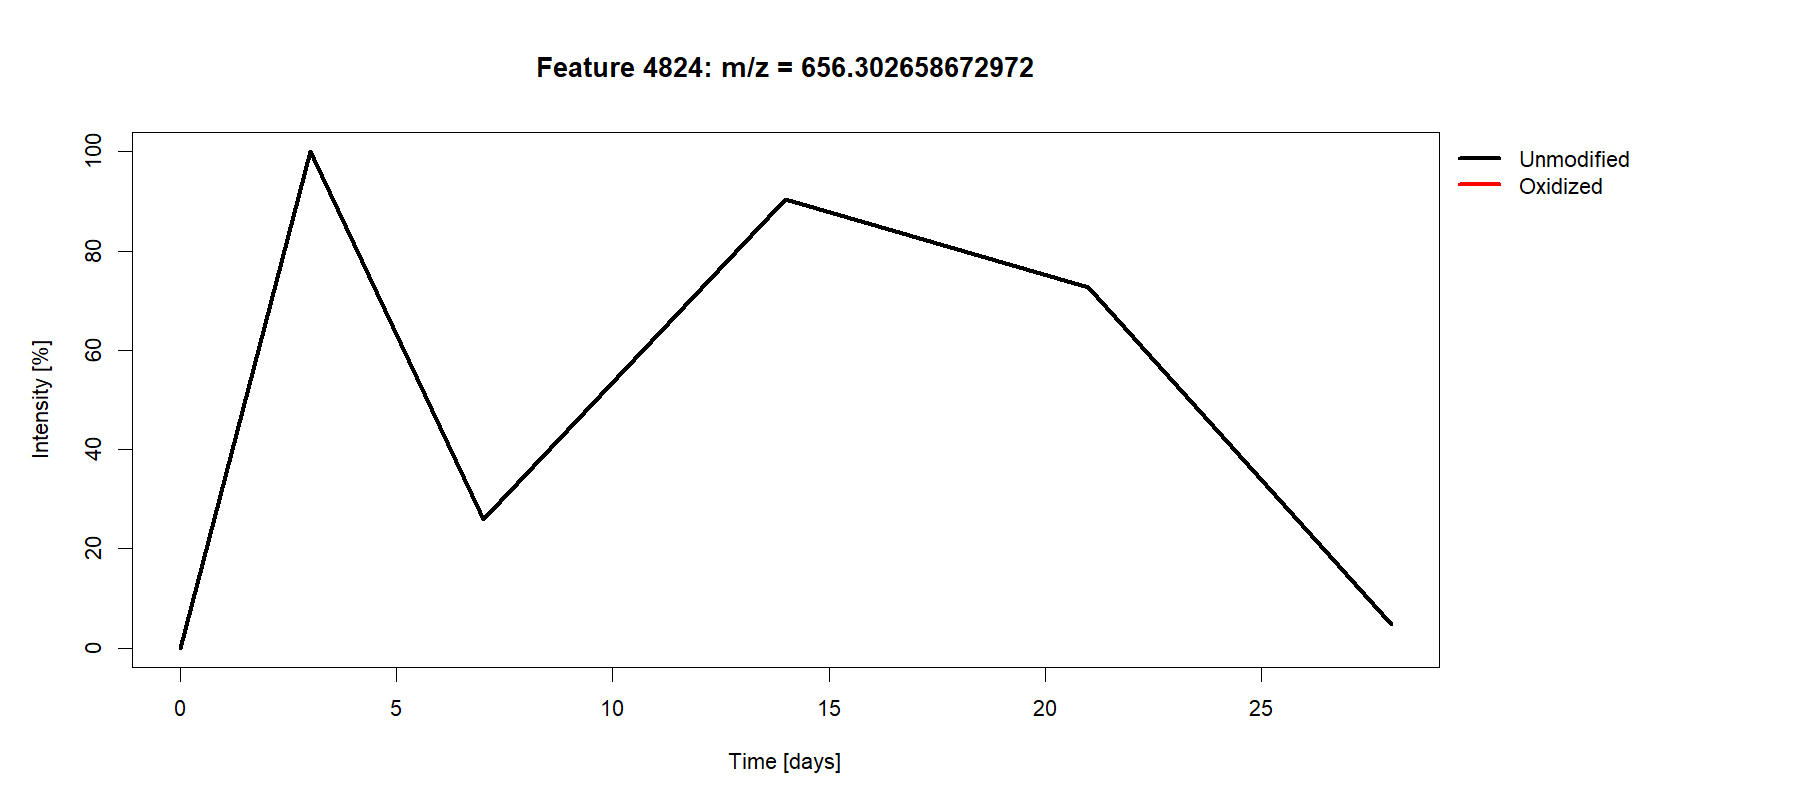 Feature 4824: m/z = 656.302658672972
Unmodified
Oxidized
Intensity [%]
100
80
60
40
20
0
0 5 10 15 20 25
Time [days]